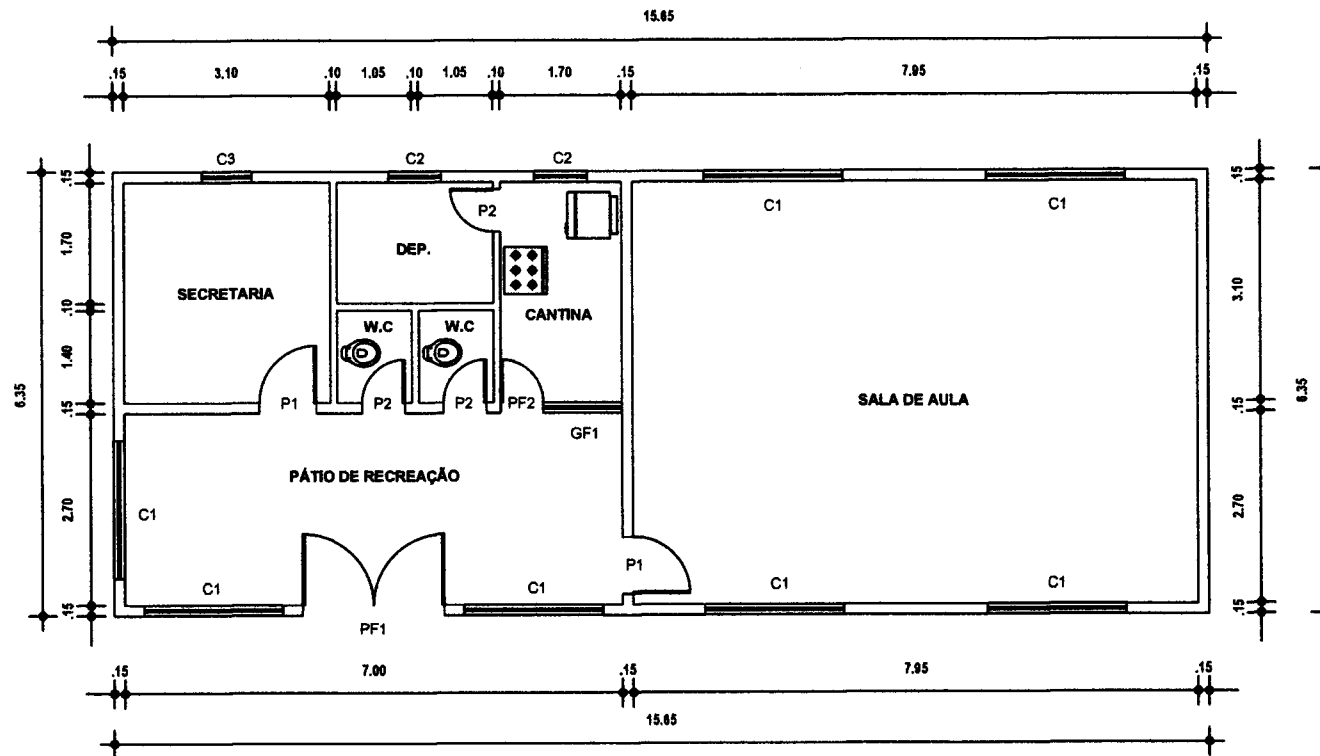 15.65
.15 3.10 .10 1.05 .10 1.05 .10 1.70 .15 7.95 .15
C3 C2 C2
.15 .15
C1 C1
P2
1.70
DEP.
3.10
SECRETARIA
.10
CANTINA
W.C W.C
1.40
6.35 6.35
SALA DE AULA
P1 P2 P2 PF2
.15 .15
GF1
PÁTIO DE RECREAÇÃO
2.70 2.70
C1
P1
C1 C1 C1 C1
.15 .15
PF1
.15 7.00 .15 7.95 .15
15.65